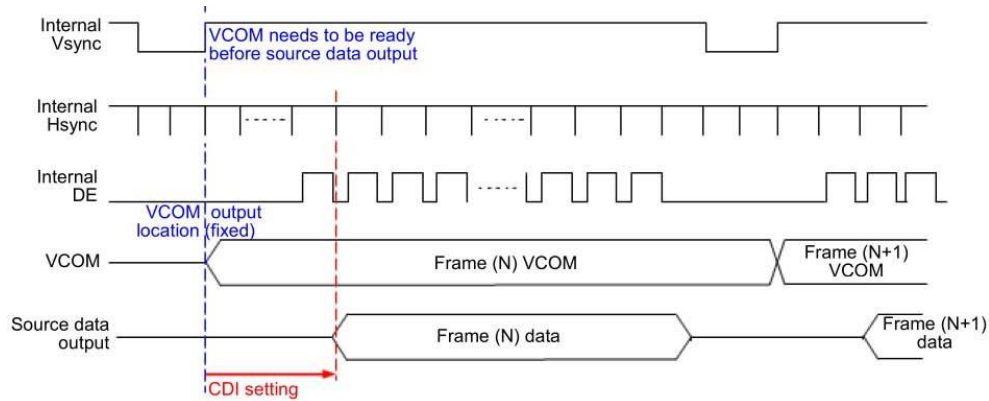 Internal
Vsync
VCOM needs to be ready
before source data output
Internal
Hsync
Internal
DE
VCOM output
location (fixed)
VCOM
Frame (N) VCOM
Frame (N+1)
VCOM
Source data
output
Frame (N) data
Frame (N+1)
data
CDI setting